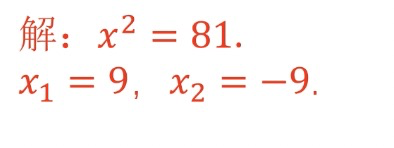 解：x² = 81.
x₁ = 9, x₂ = −9.